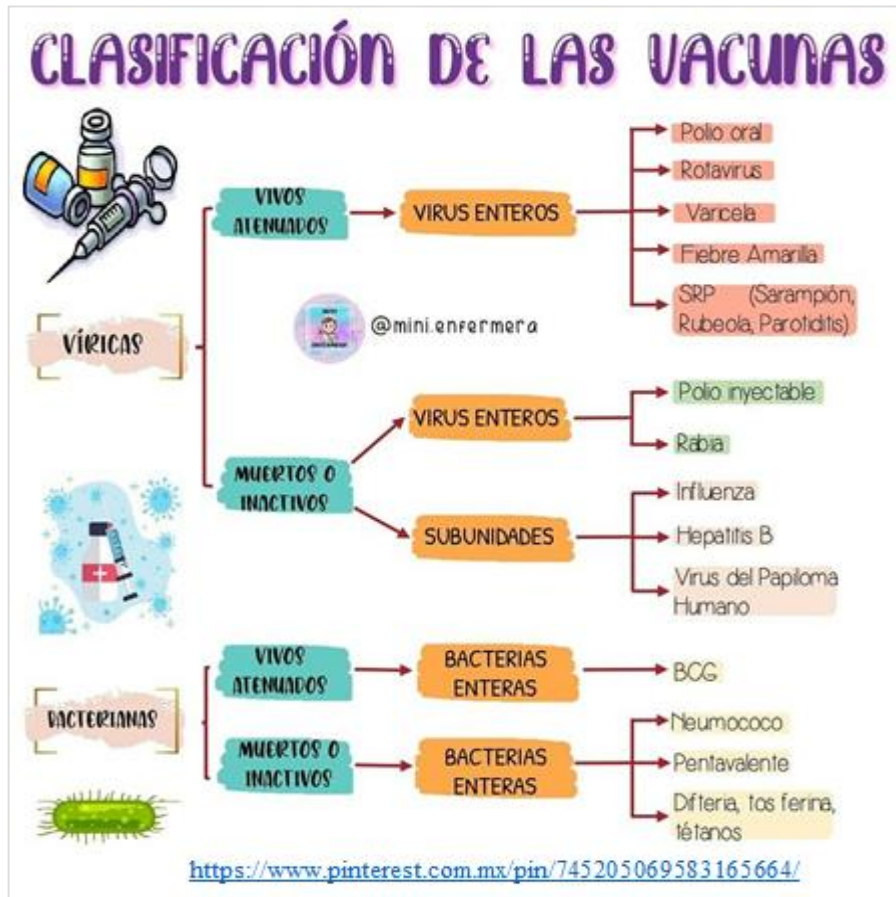 CLASIFICACIÓN DE LAS VACUNAS
VÍRICAS
VIVOS
ATENUADOS
VIRUS ENTEROS
Polio oral
Rotavirus
Varicela
Fiebre Amarilla
SRP (Sarampión,
Rubeola, Parotiditis)
@mini.enfermera
MUERTOS O
INACTIVOS
VIRUS ENTEROS
Polio inyectable
Rabia
SUBUNIDADES
Influenza
Hepatitis B
Virus del Papiloma
Humano
BACTERIANAS
VIVOS
ATENUADOS
BACTERIAS
ENTERAS
BCG
MUERTOS O
INACTIVOS
BACTERIAS
ENTERAS
Neumococo
Pentavalente
Difteria, tos ferina,
tétanos
https://www.pinterest.com.mx/pin/745205069583165664/